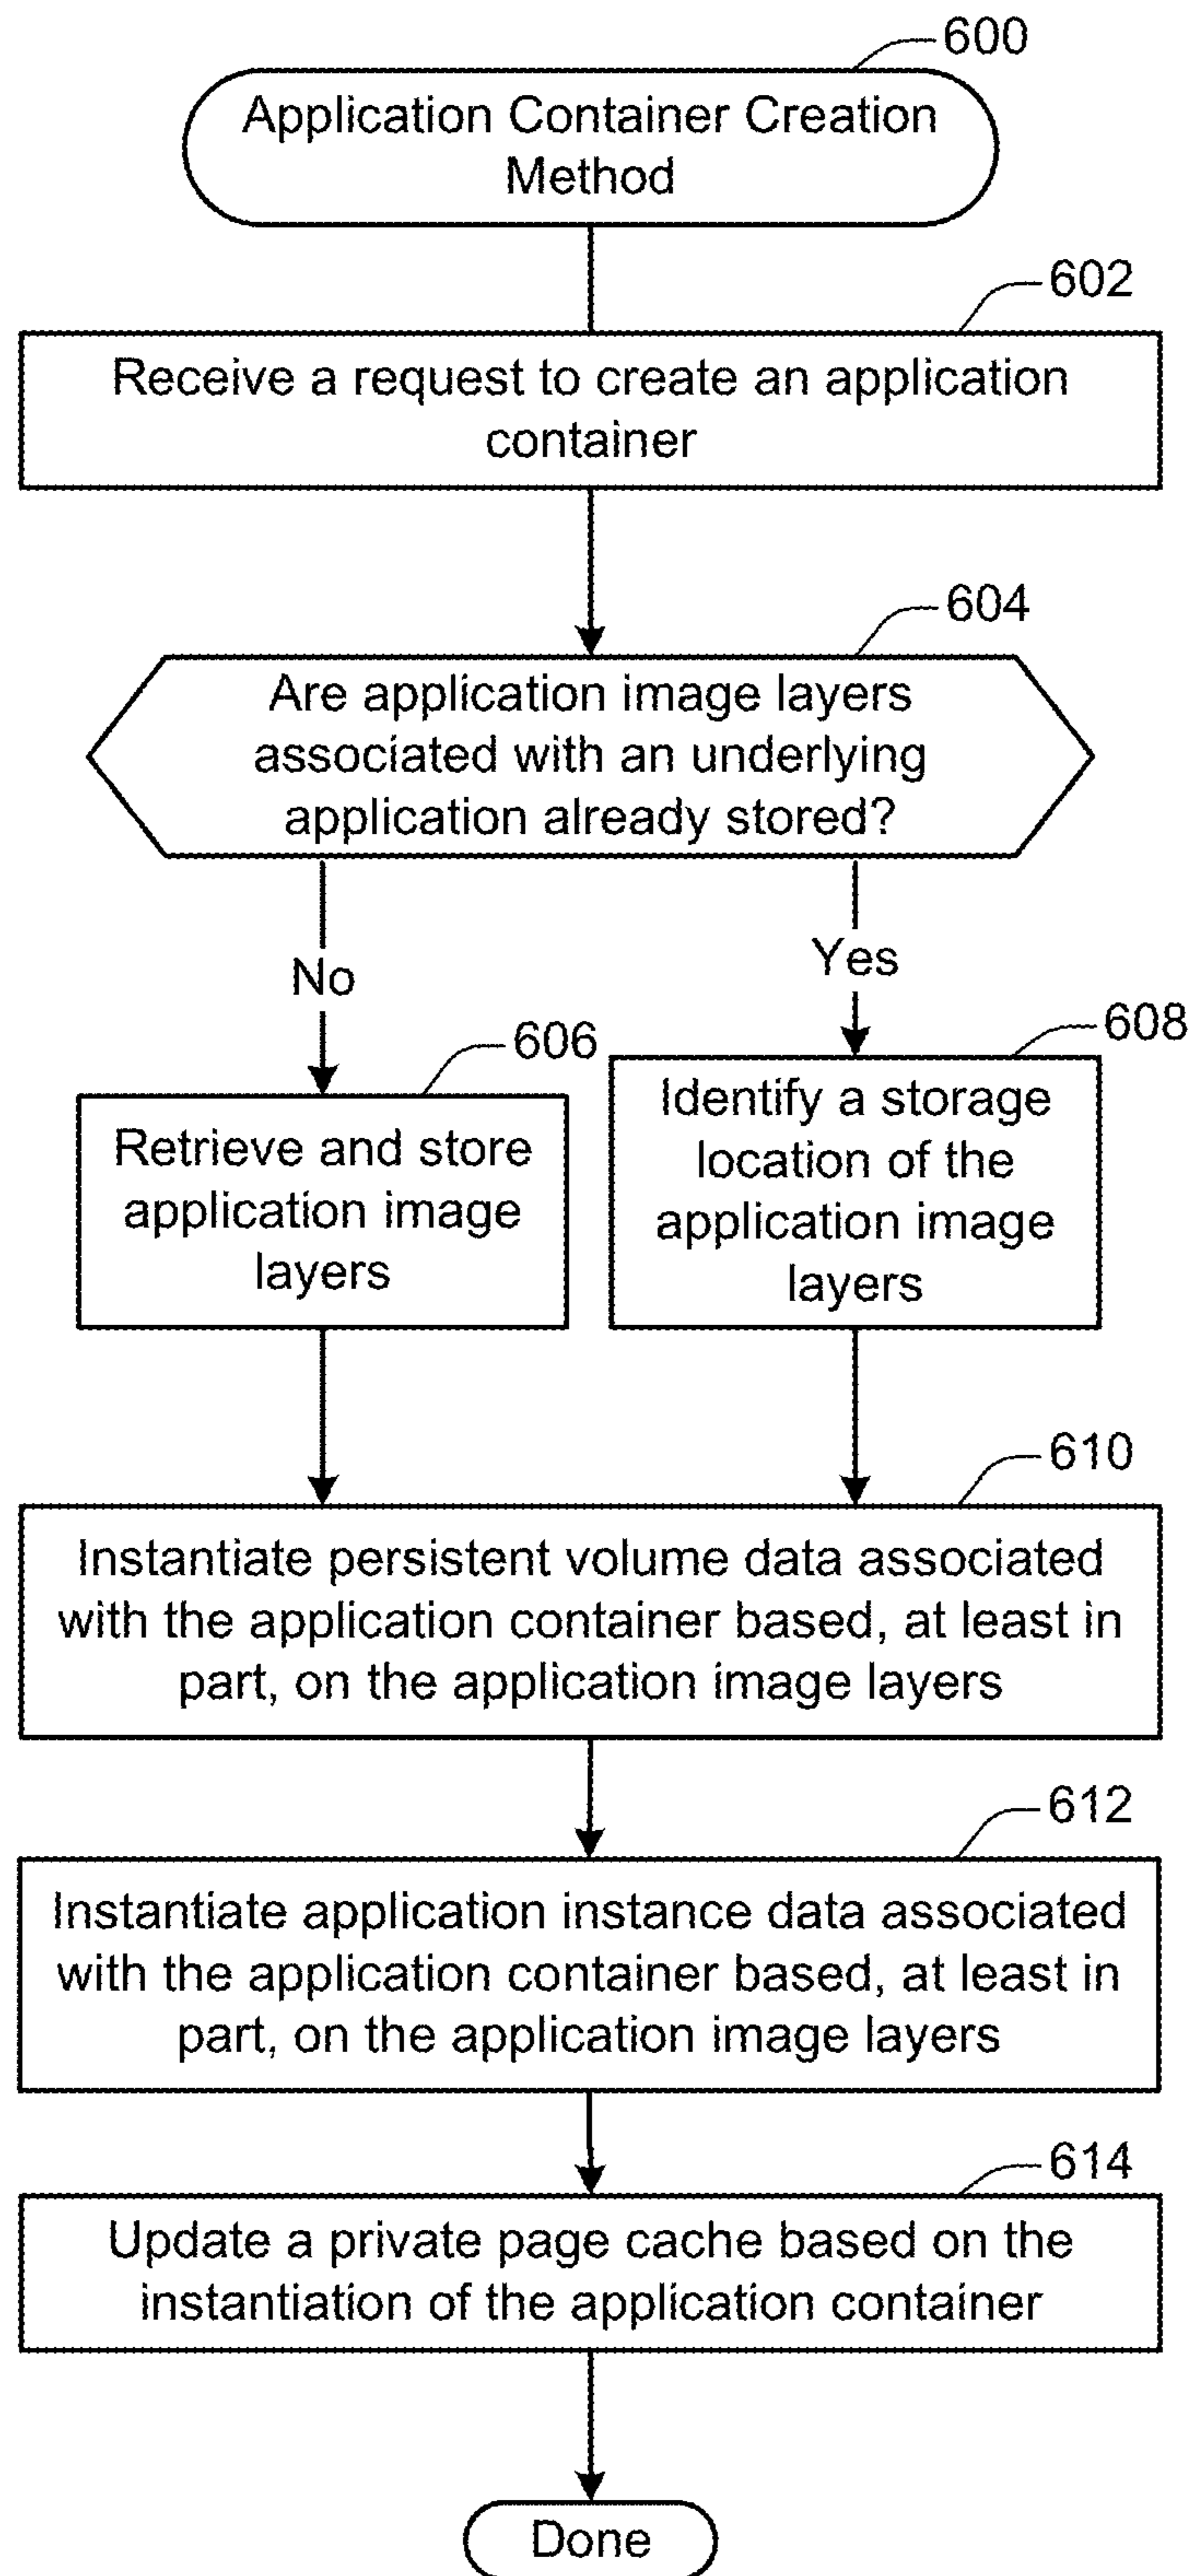 600
Application Container Creation
Method
602
Receive a request to create an application
container
604
Are application image layers
associated with an underlying
application already stored?
No
Yes
606
Retrieve and store
application image
layers
608
Identify a storage
location of the
application image
layers
610
Instantiate persistent volume data associated
with the application container based, at least in
part, on the application image layers
612
Instantiate application instance data associated
with the application container based, at least in
part, on the application image layers
614
Update a private page cache based on the
instantiation of the application container
Done